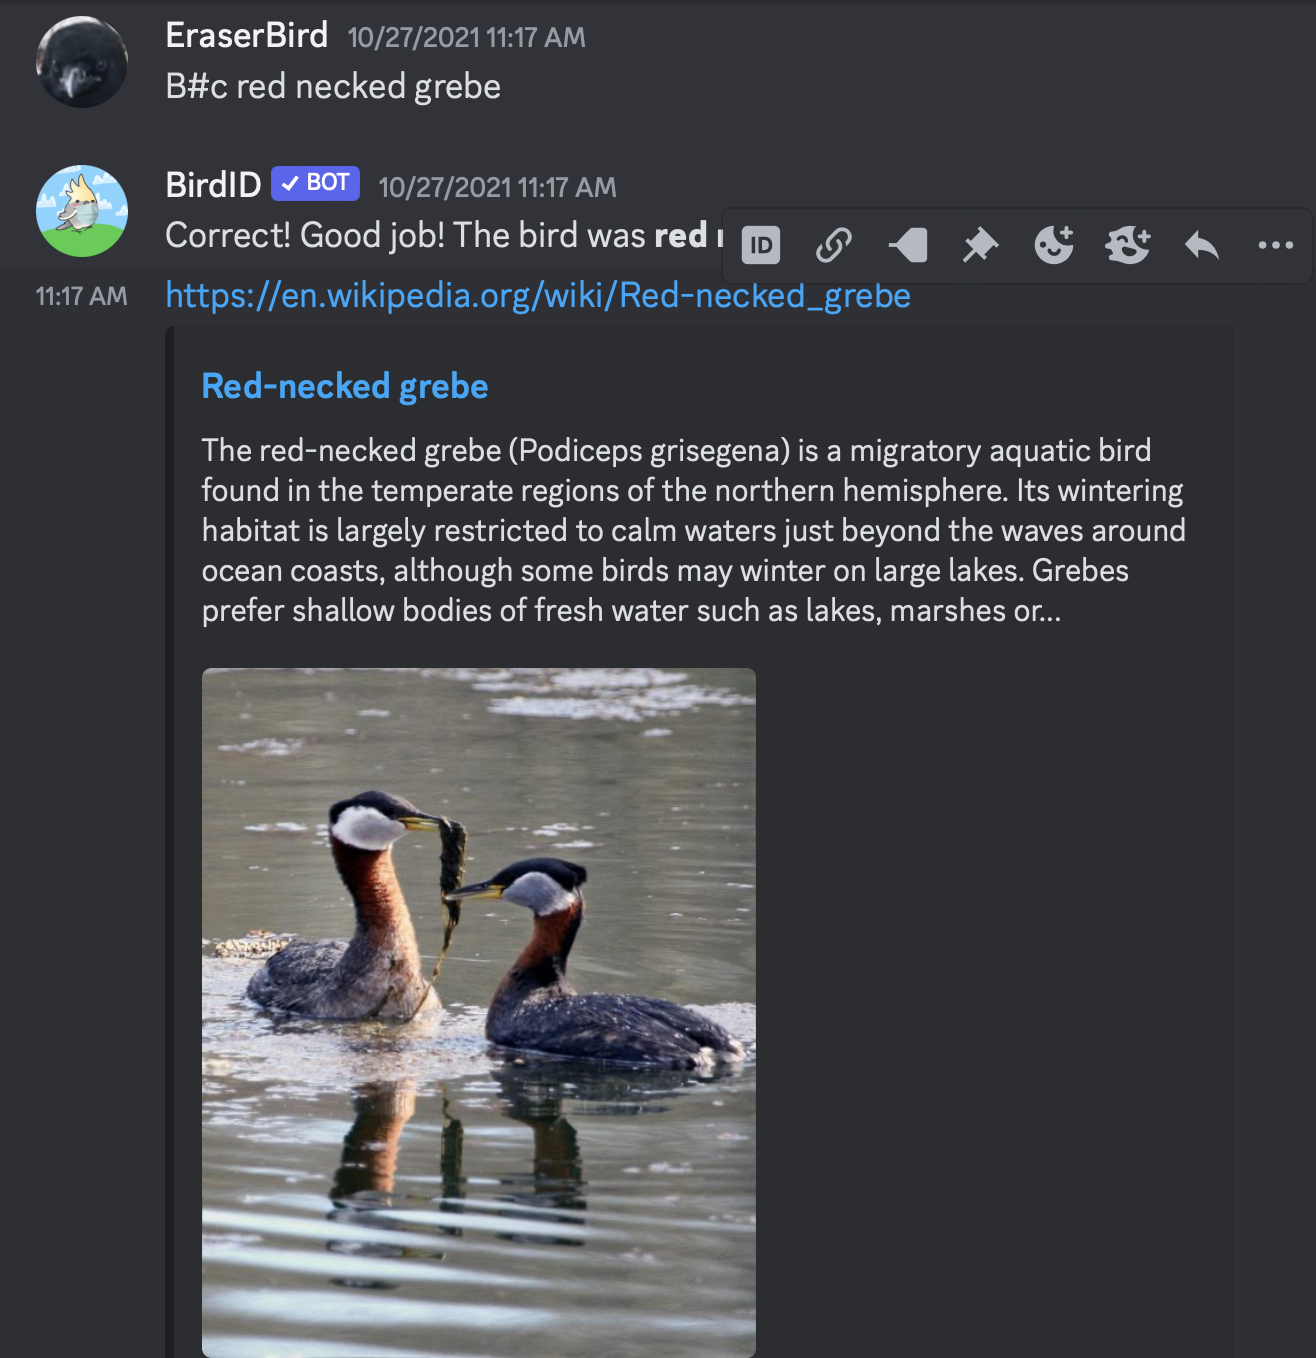 EraserBird 10/27/2021 11:17 AM
B#c red necked grebe
BirdID BOT 10/27/2021 11:17 AM
Correct! Good job! The bird was red
ID
11:17 AM https://en.wikipedia.org/wiki/Red-necked_grebe
Red-necked grebe
The red-necked grebe (Podiceps grisegena) is a migratory aquatic bird
found in the temperate regions of the northern hemisphere. Its wintering
habitat is largely restricted to calm waters just beyond the waves around
ocean coasts, although some birds may winter on large lakes. Grebes
prefer shallow bodies of fresh water such as lakes, marshes or...